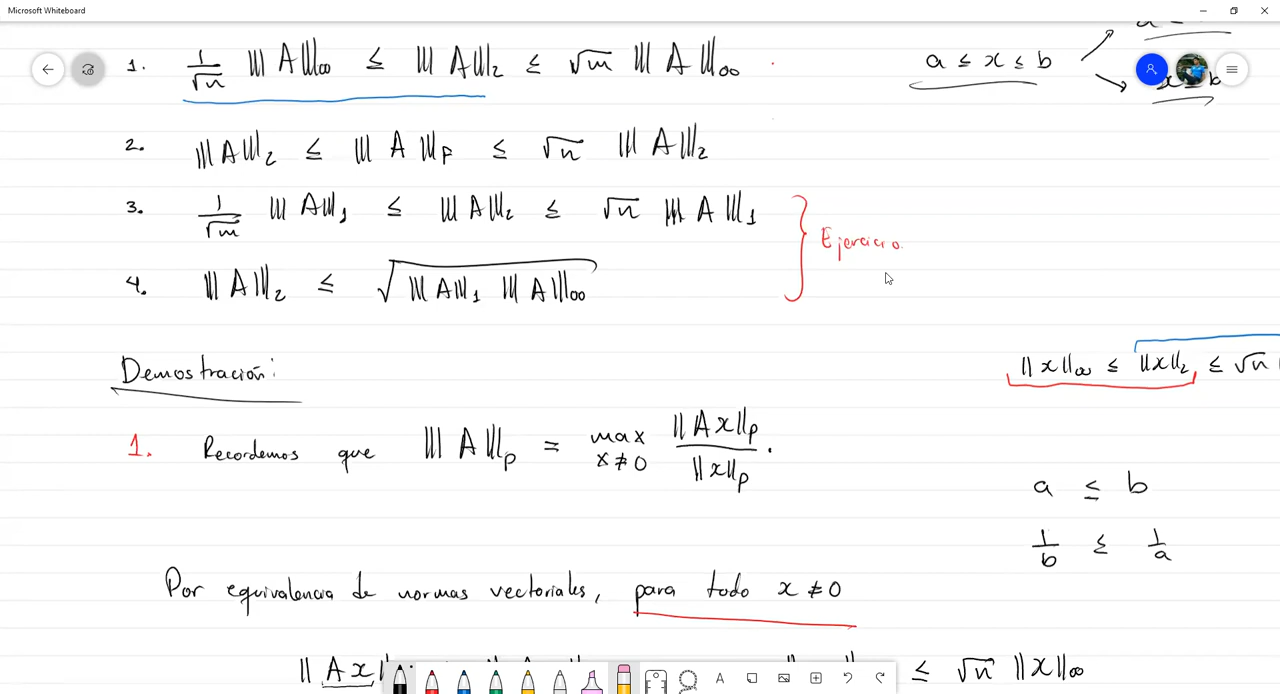 Microsoft Whiteboard
1. 1/√n |||A|||∞ ≤ |||A|||₂ ≤ √m |||A|||∞
a ≤ x ≤ b
x ≤ b
2. |||A|||₂ ≤ |||A|||F ≤ √n |||A|||₂
3. 1/√m |||A|||₁ ≤ |||A|||₂ ≤ √n |||A|||₁
Ejercicio.
4. |||A|||₂ ≤ √(|||A|||₁ |||A|||∞)
Demostración:
||x||∞ ≤ ||x||₂ ≤ √n
1. Recordemos que |||A|||p = max x≠0 ||Ax||p / ||x||p .
a ≤ b
1/b ≤ 1/a
Por equivalencia de normas vectoriales, para todo x ≠ 0
|| Ax || ≤ √n ||x||∞
A